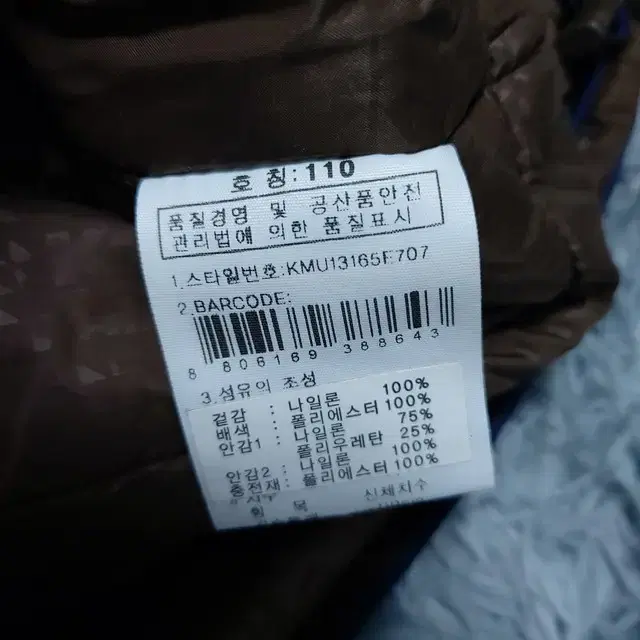 호 칭:110
품질경영 및 공산품안전
관리법에 의한 품질표시
1.스타일번호:KMU13165F707
2.BARCODE:
8 806169 388643
3.섬유의 조성
겉감 : 나일론 100%
배색 : 폴리에스터 100%
안감1 : 나일론 75%
폴리우레탄 25%
안감2 : 나일론 100%
충전재 : 폴리에스터 100%
목 신체치수